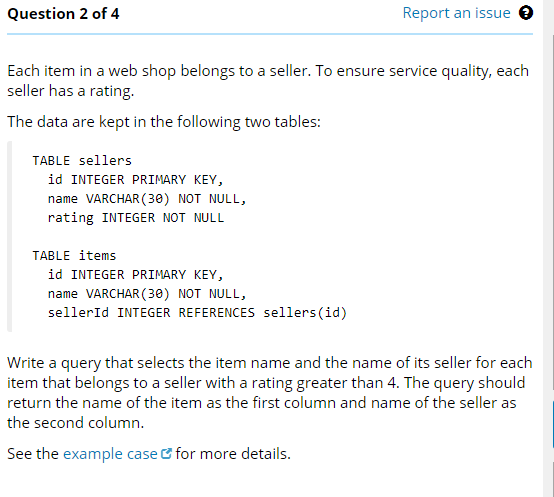 Question 2 of 4
Report an issue
Each item in a web shop belongs to a seller. To ensure service quality, each
seller has a rating.
The data are kept in the following two tables:
TABLE sellers
id INTEGER PRIMARY KEY,
name VARCHAR(30) NOT NULL,
rating INTEGER NOT NULL
TABLE items
id INTEGER PRIMARY KEY,
name VARCHAR(30) NOT NULL,
sellerId INTEGER REFERENCES sellers(id)
Write a query that selects the item name and the name of its seller for each
item that belongs to a seller with a rating greater than 4. The query should
return the name of the item as the first column and name of the seller as
the second column.
See the example case for more details.